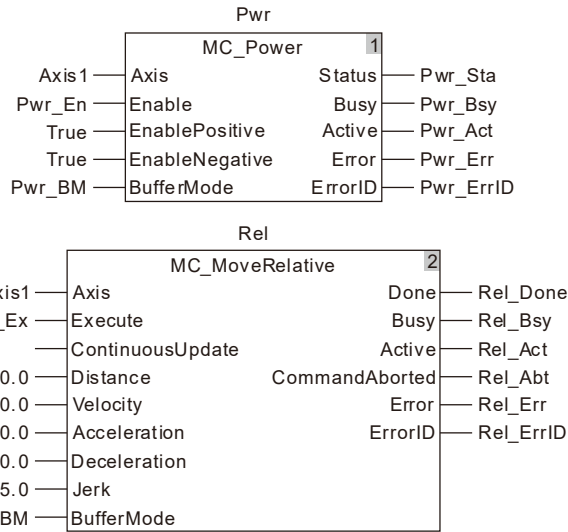 Pwr
MC_Power 1
Axis1 Axis Status Pwr_Sta
Pwr_En Enable Busy Pwr_Bsy
True EnablePositive Active Pwr_Act
True EnableNegative Error Pwr_Err
Pwr_BM BufferMode ErrorID Pwr_ErrID
Rel
MC_MoveRelative 2
xis1 Axis Done Rel_Done
_Ex Execute Busy Rel_Bsy
ContinuousUpdate Active Rel_Act
0.0 Distance CommandAborted Rel_Abt
0.0 Velocity Error Rel_Err
0.0 Acceleration ErrorID Rel_ErrID
0.0 Deceleration
5.0 Jerk
BM BufferMode